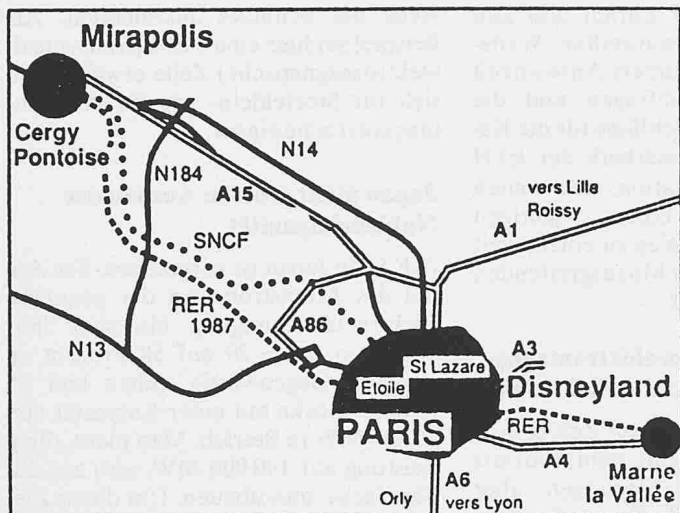 Mirapolis
Cergy
Pontoise
N14
N184
A15
vers Lille
Roissy
A1
SNCF
RER
1987
A86
N13
A3
St Lazare
Etoile
Disneyland
PARIS
RER
A4
Mar
la Vallée
Orly
A6
vers Lyon